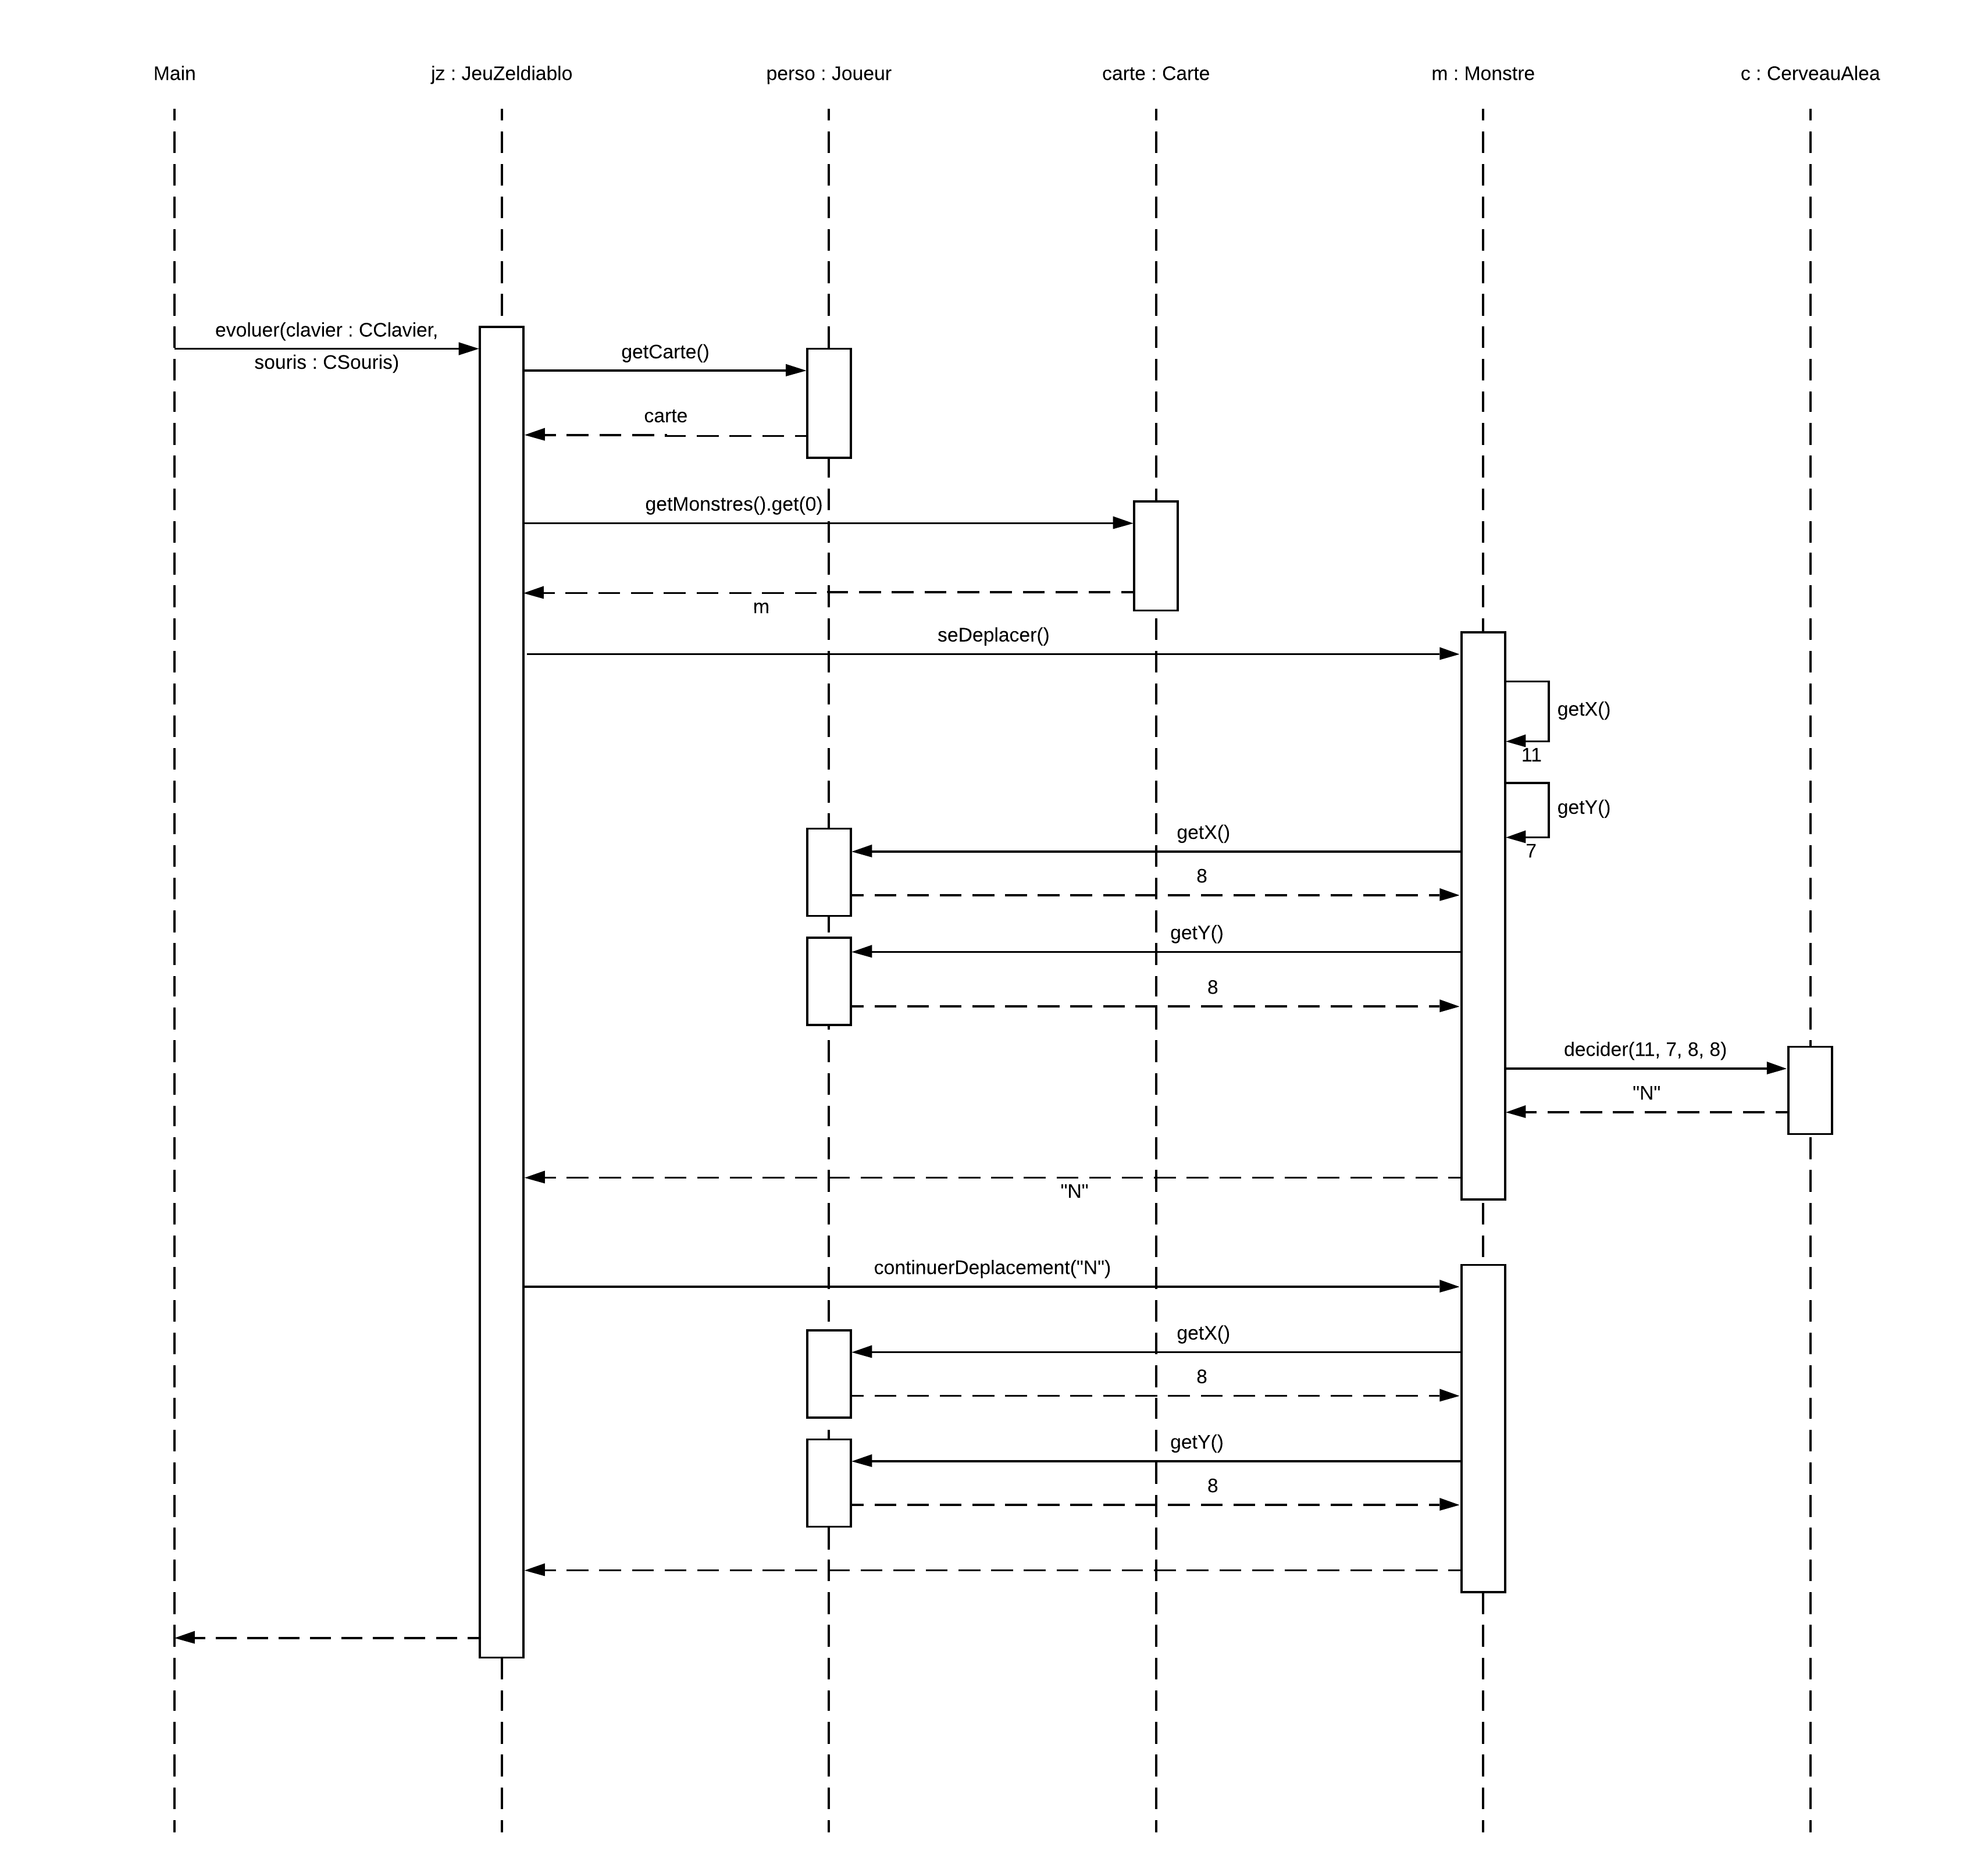 Main
jz : JeuZeldiablo
perso : Joueur
carte : Carte
m : Monstre
c : CerveauAlea
evoluer(clavier : CClavier,
souris : CSouris)
getCarte()
carte
getMonstres().get(0)
m
seDeplacer()
getX()
11
getY()
7
getX()
8
getY()
8
decider(11, 7, 8, 8)
"N"
"N"
continuerDeplacement("N")
getX()
8
getY()
8